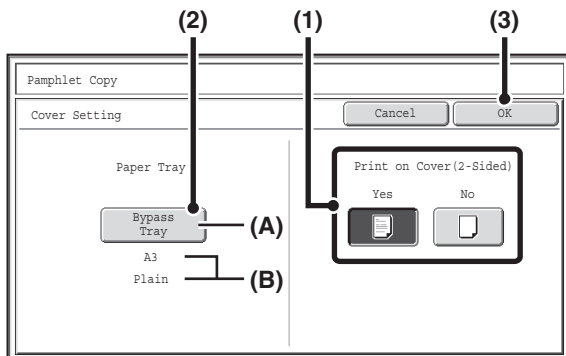 (2) (1) (3)
Pamphlet Copy
Cover Setting Cancel OK
Paper Tray Print on Cover(2-Sided)
Yes No
Bypass
Tray
(A)
A3
Plain
(B)